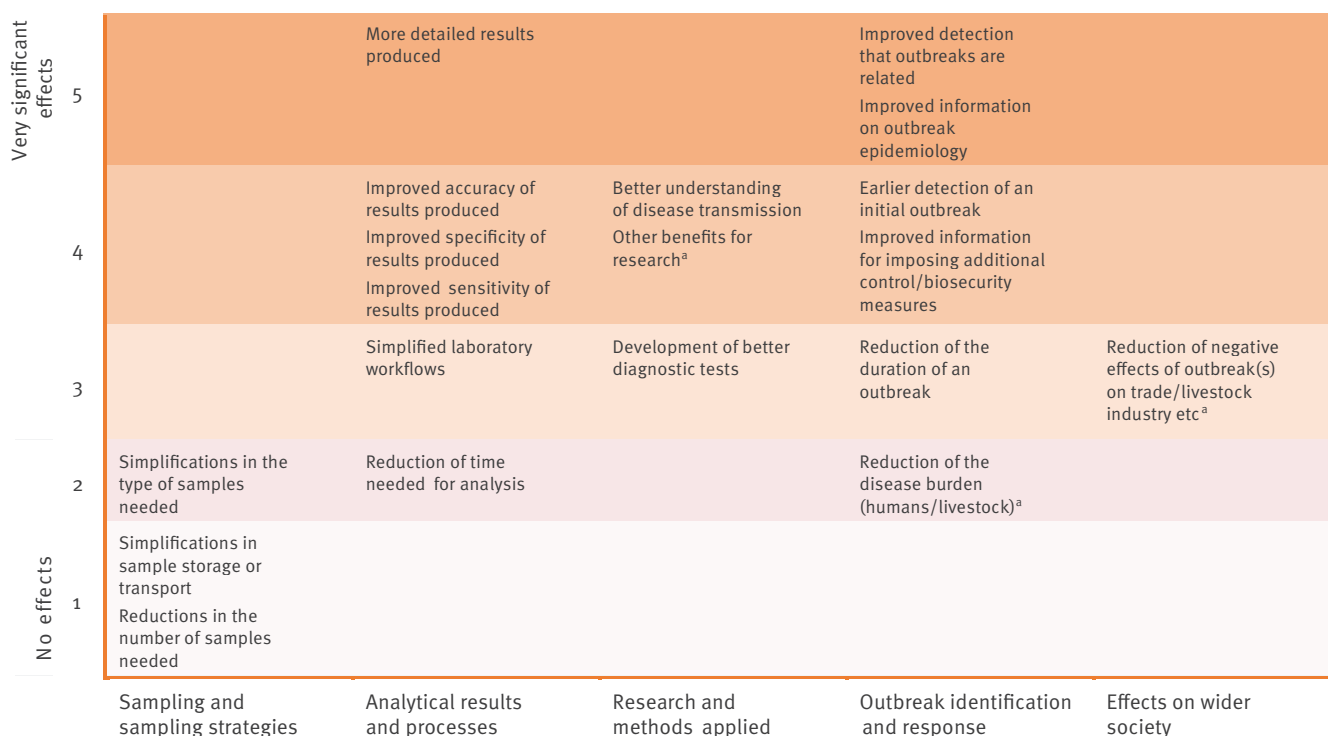 Very significant
effects
5
More detailed results
produced
Improved detection
that outbreaks are
related
Improved information
on outbreak
epidemiology
4
Improved accuracy of
results produced
Improved specificity of
results produced
Improved sensitivity of
results produced
Better understanding
of disease transmission
Other benefits for
researchᵃ
Earlier detection of an
initial outbreak
Improved information
for imposing additional
control/biosecurity
measures
3
Simplified laboratory
workflows
Development of better
diagnostic tests
Reduction of the
duration of an
outbreak
Reduction of negative
effects of outbreak(s)
on trade/livestock
industry etcᵃ
2
Simplifications in the
type of samples
needed
Reduction of time
needed for analysis
Reduction of the
disease burden
(humans/livestock)ᵃ
No effects
1
Simplifications in
sample storage or
transport
Reductions in the
number of samples
needed
Sampling and
sampling strategies
Analytical results
and processes
Research and
methods applied
Outbreak identification
and response
Effects on wider
society